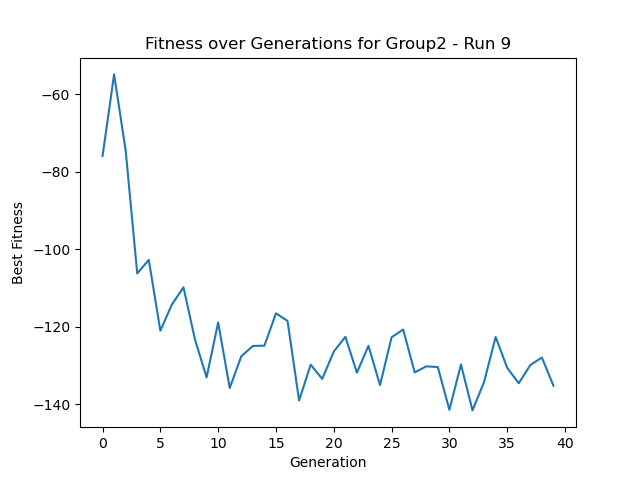 Fitness over Generations for Group2 - Run 9
−60
−80
−100
−120
−140
Best Fitness
0 5 10 15 20 25 30 35 40
Generation